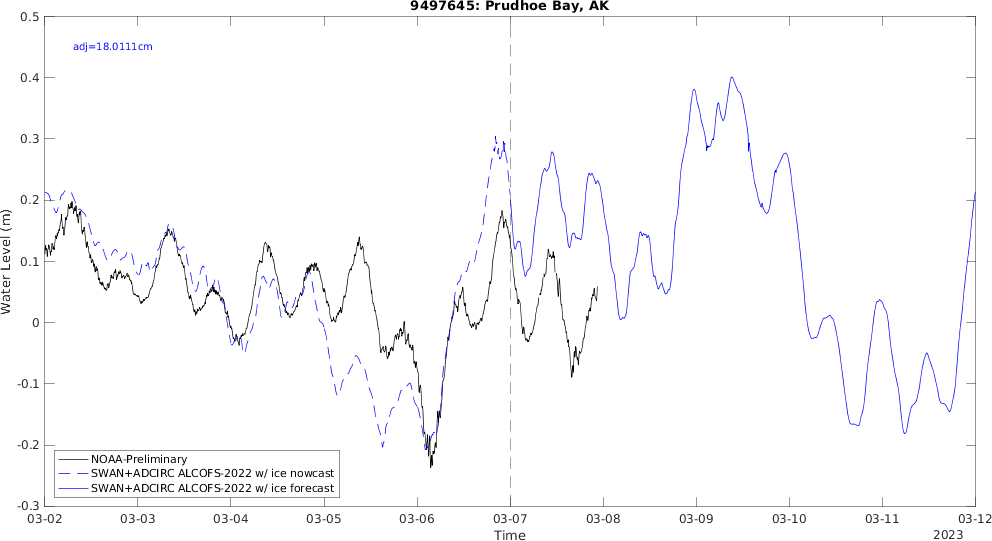 9497645: Prudhoe Bay, AK
adj=18.0111cm
0.5
0.4
0.3
0.2
0.1
0
-0.1
-0.2
-0.3
Water Level (m)
NOAA-Preliminary
SWAN+ADCIRC ALCOFS-2022 w/ ice nowcast
SWAN+ADCIRC ALCOFS-2022 w/ ice forecast
03-02 03-03 03-04 03-05 03-06 03-07 03-08 03-09 03-10 03-11 03-12
Time
2023